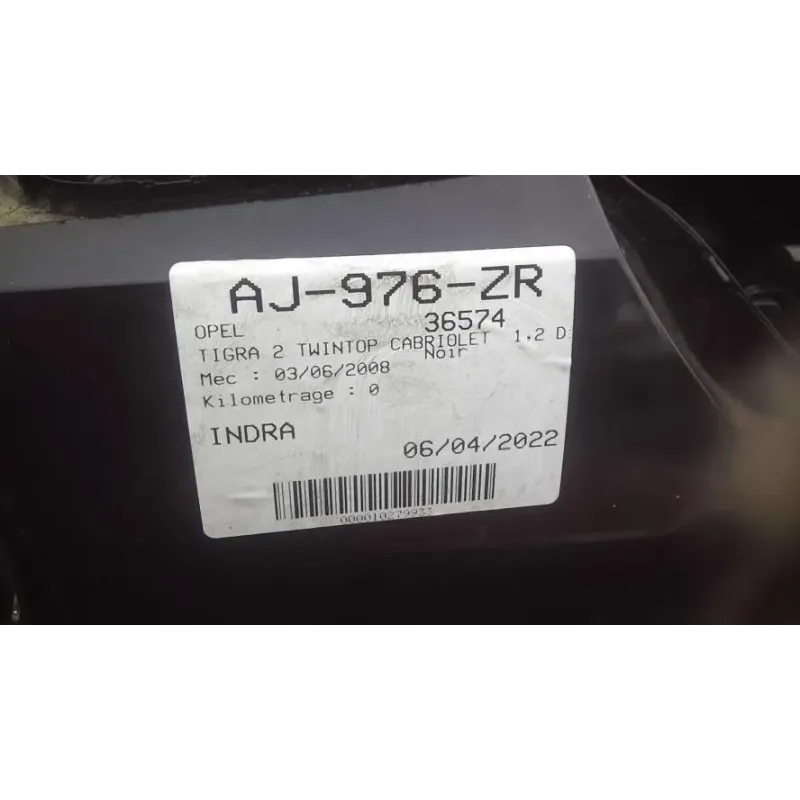 AJ-976-ZR
OPEL 36574
TIGRA 2 TWINTOP CABRIOLET 1.2 D
Noir
Mec : 03/06/2008
Kilometrage : 0
INDRA 06/04/2022
000010279933